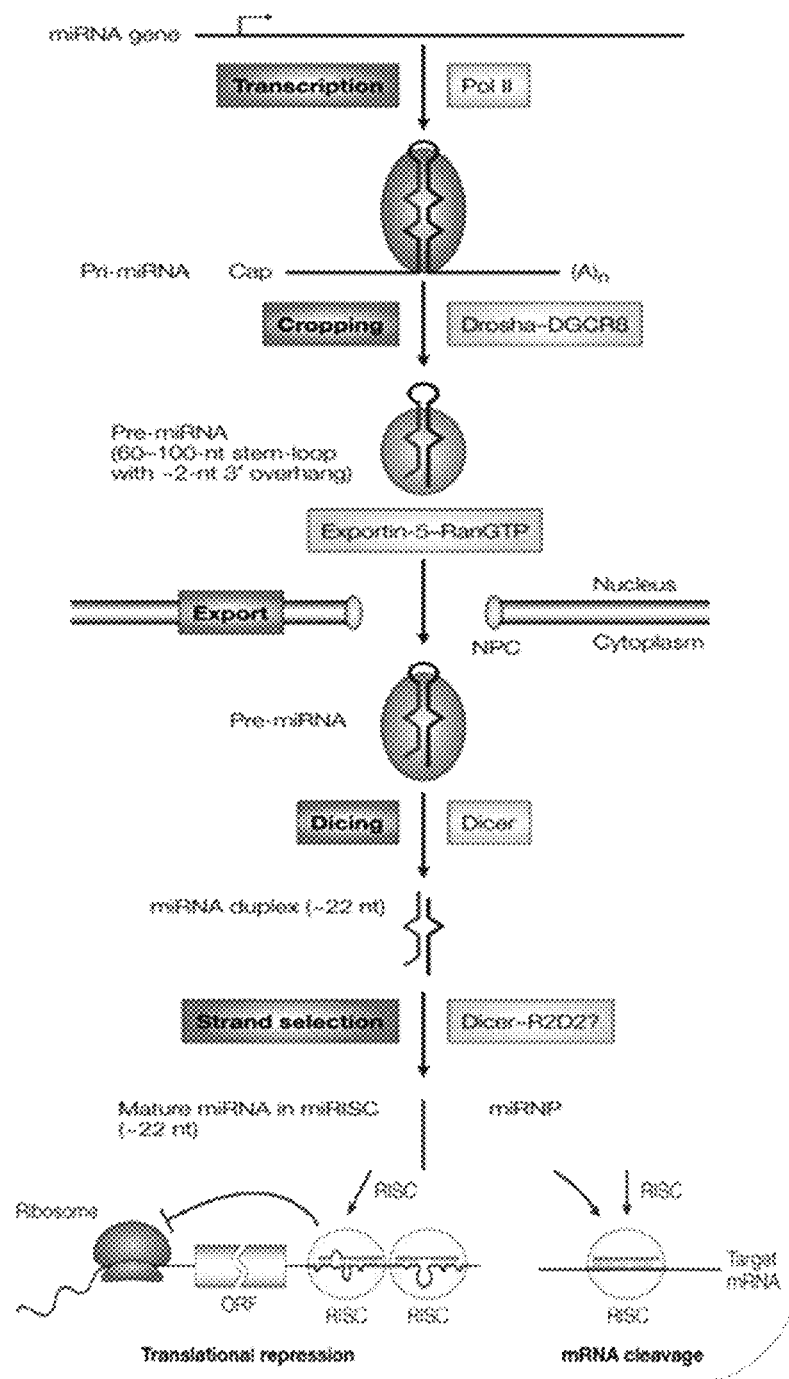 miRNA gene
Transcription
Pol II
Pri-miRNA
Cap
(A)n
Cropping
Drosha–DGCR8
Pre-miRNA
(60–100-nt stem-loop
with ~2-nt 3' overhang)
Exportin-5–RanGTP
Export
Nucleus
NPC
Cytoplasm
Pre-miRNA
Dicing
Dicer
miRNA duplex (~22 nt)
Strand selection
Dicer–R2D2?
Mature miRNA in miRISC
(~22 nt)
miRNP
RISC
RISC
Ribosome
ORF
RISC
RISC
Target
mRNA
RISC
Translational repression
mRNA cleavage